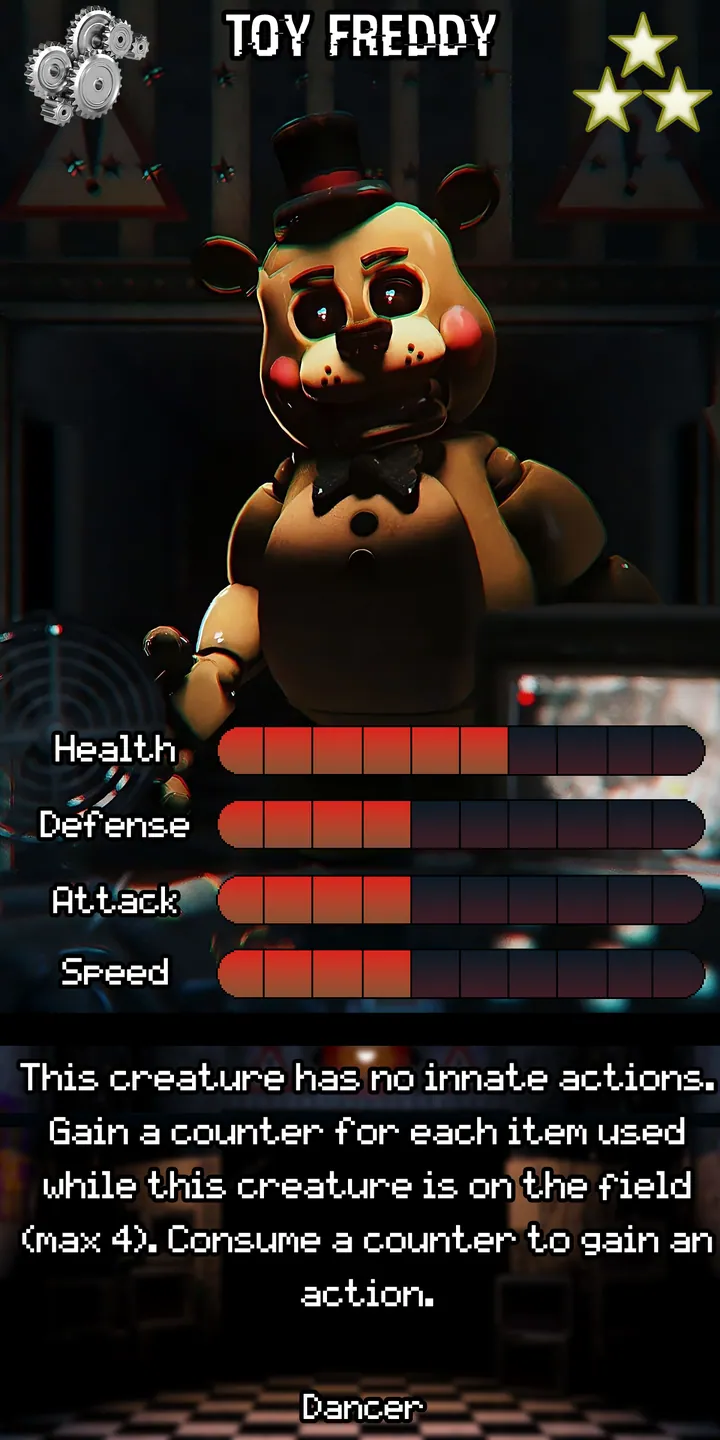 TOY FREDDY
Health
Defense
Attack
Speed
This creature has no innate actions.
Gain a counter for each item used
while this creature is on the field
(max 4). Consume a counter to gain an
action.
Dancer